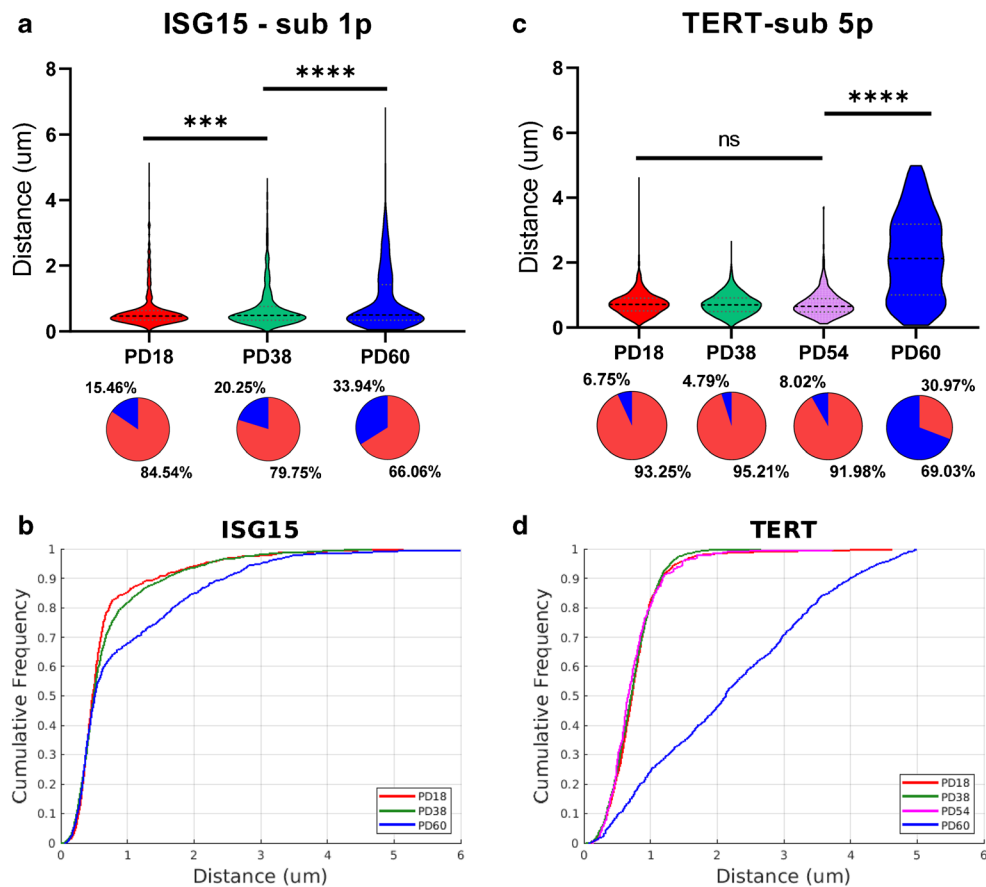 a ISG15 - sub 1p
8
6
4
2
0
Distance (um)
***
****
PD18 PD38 PD60
15.46% 20.25% 33.94%
84.54% 79.75% 66.06%
c TERT-sub 5p
8
6
4
2
0
Distance (um)
ns
****
PD18 PD38 PD54 PD60
6.75% 4.79% 8.02% 30.97%
93.25% 95.21% 91.98% 69.03%
b ISG15
1
0.9
0.8
0.7
0.6
0.5
0.4
0.3
0.2
0.1
0
Cumulative Frequency
PD18
PD38
PD60
0 1 2 3 4 5 6
Distance (um)
d TERT
1
0.9
0.8
0.7
0.6
0.5
0.4
0.3
0.2
0.1
0
Cumulative Frequency
PD18
PD38
PD54
PD60
0 1 2 3 4 5 6
Distance (um)